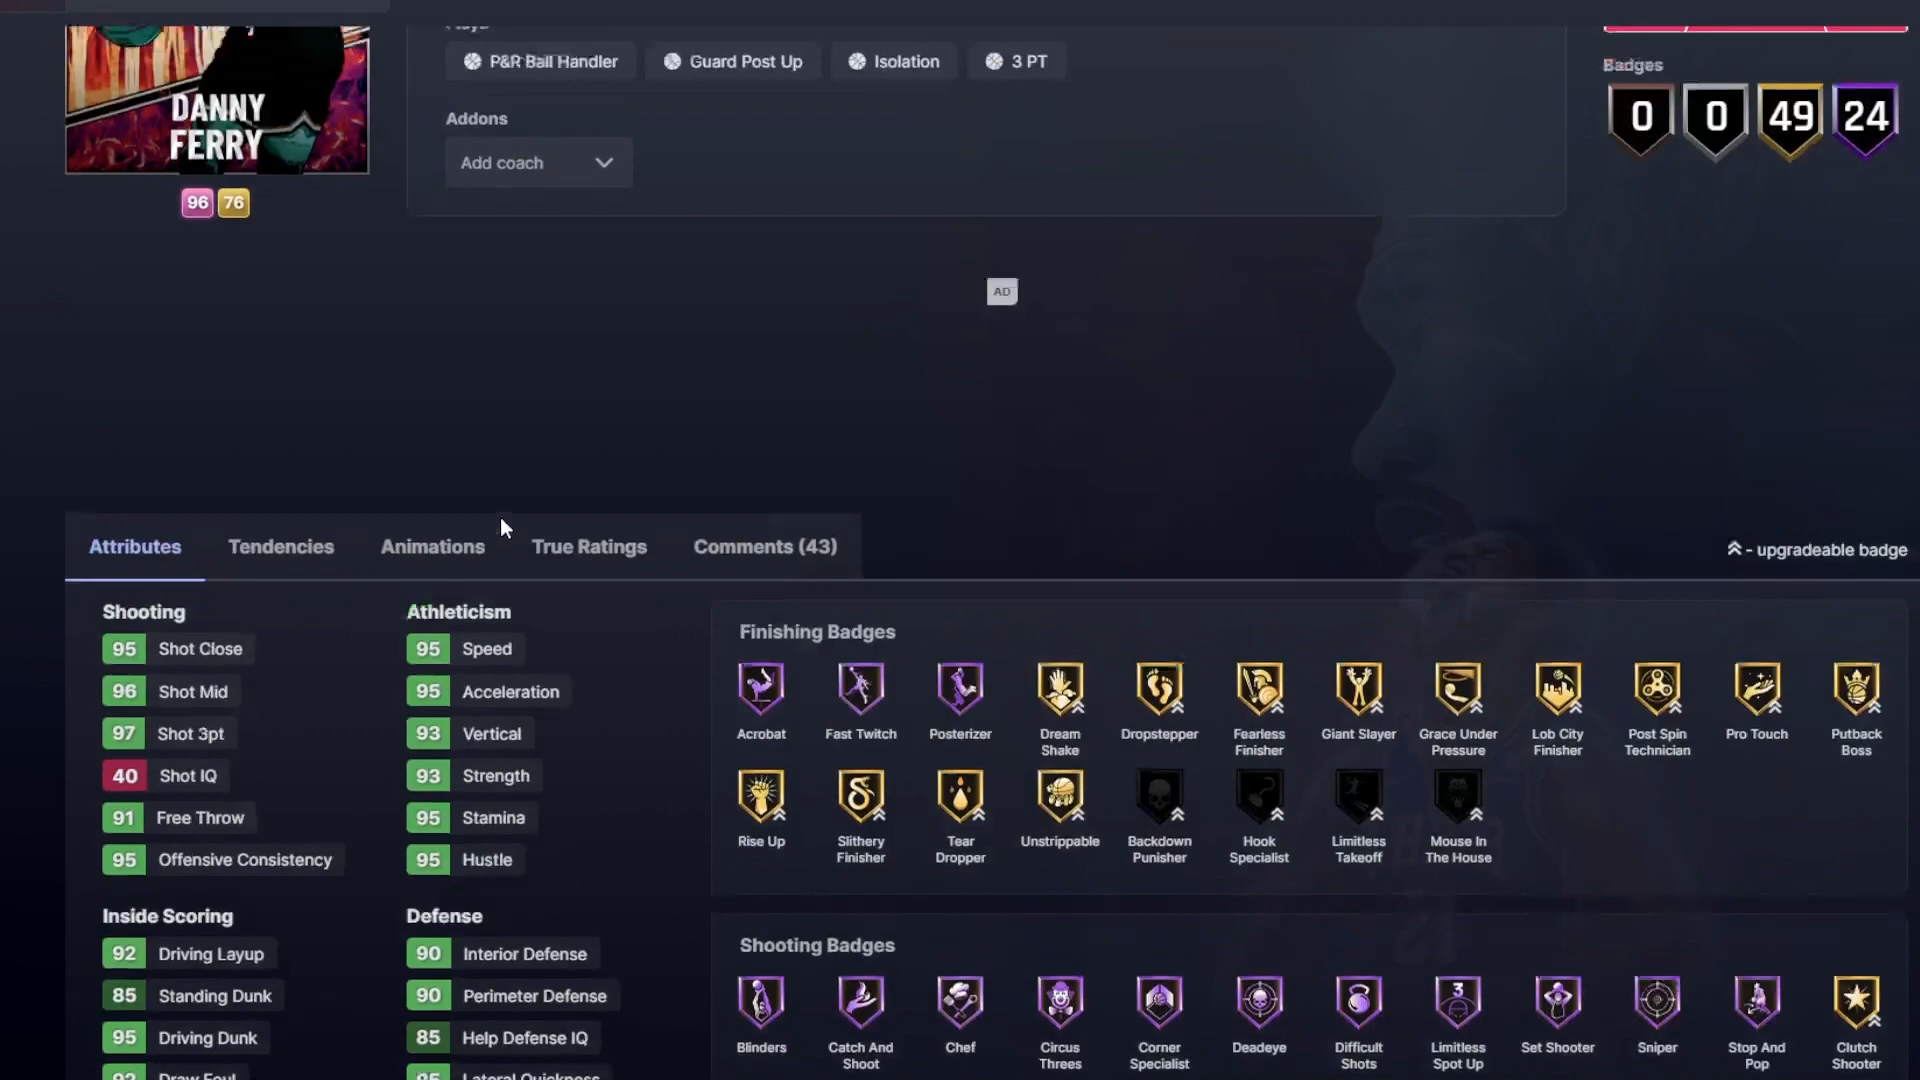 P&R Ball Handler
Guard Post Up
Isolation
3 PT
Badges
0
0
49
24
DANNY
FERRY
Addons
Add coach
96 76
AD
Attributes
Tendencies
Animations
True Ratings
Comments (43)
- upgradeable badge
Shooting
95 Shot Close
96 Shot Mid
97 Shot 3pt
40 Shot IQ
91 Free Throw
95 Offensive Consistency
Athleticism
95 Speed
95 Acceleration
93 Vertical
93 Strength
95 Stamina
95 Hustle
Inside Scoring
92 Driving Layup
85 Standing Dunk
95 Driving Dunk
92 Draw Foul
Defense
90 Interior Defense
90 Perimeter Defense
85 Help Defense IQ
95 Lateral Quickness
Finishing Badges
Acrobat
Fast Twitch
Posterizer
Dream
Shake
Dropstepper
Fearless
Finisher
Giant Slayer
Grace Under
Pressure
Lob City
Finisher
Post Spin
Technician
Pro Touch
Putback
Boss
Rise Up
Slithery
Finisher
Tear
Dropper
Unstrippable
Backdown
Punisher
Hook
Specialist
Limitless
Takeoff
Mouse In
The House
Shooting Badges
Blinders
Catch And
Shoot
Chef
Circus
Threes
Corner
Specialist
Deadeye
Difficult
Shots
3
Limitless
Spot Up
Set Shooter
Sniper
Stop And
Pop
Clutch
Shooter